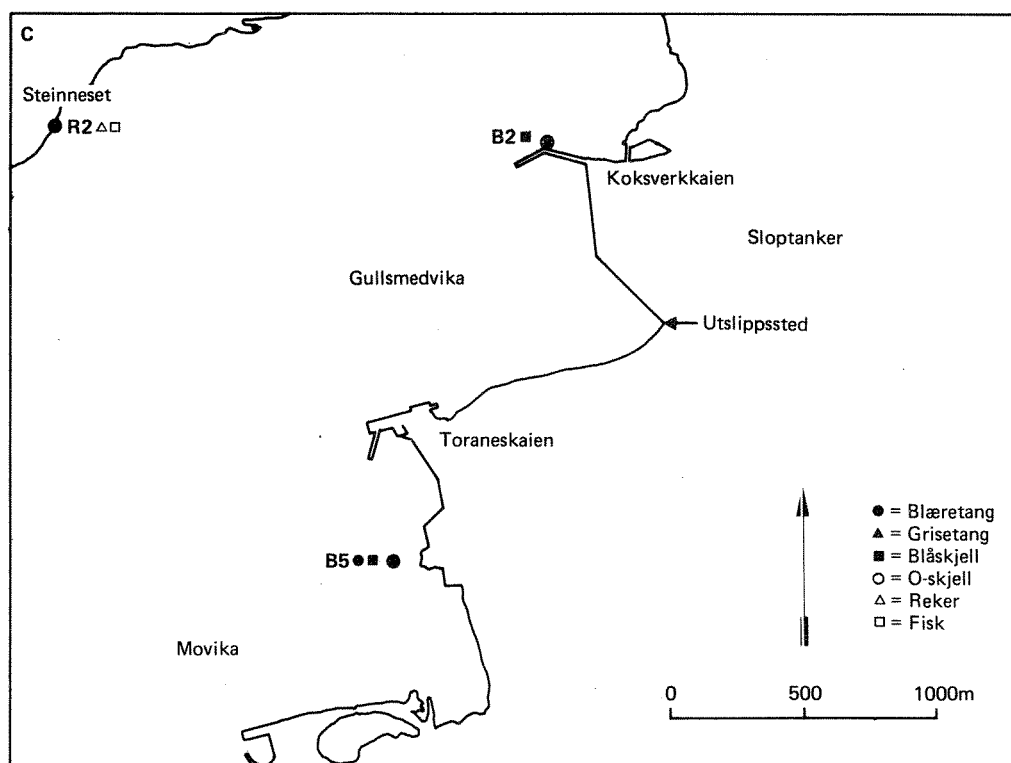 C
Steinneset
R2
B2
Koksverkkaien
Sloptanker
Gullsmedvika
Utslippssted
Toraneskaien
● = Blæretang
▲ = Grisetang
■ = Blåskjell
○ = O-skjell
△ = Reker
□ = Fisk
B5
Movika
0 500 1000m